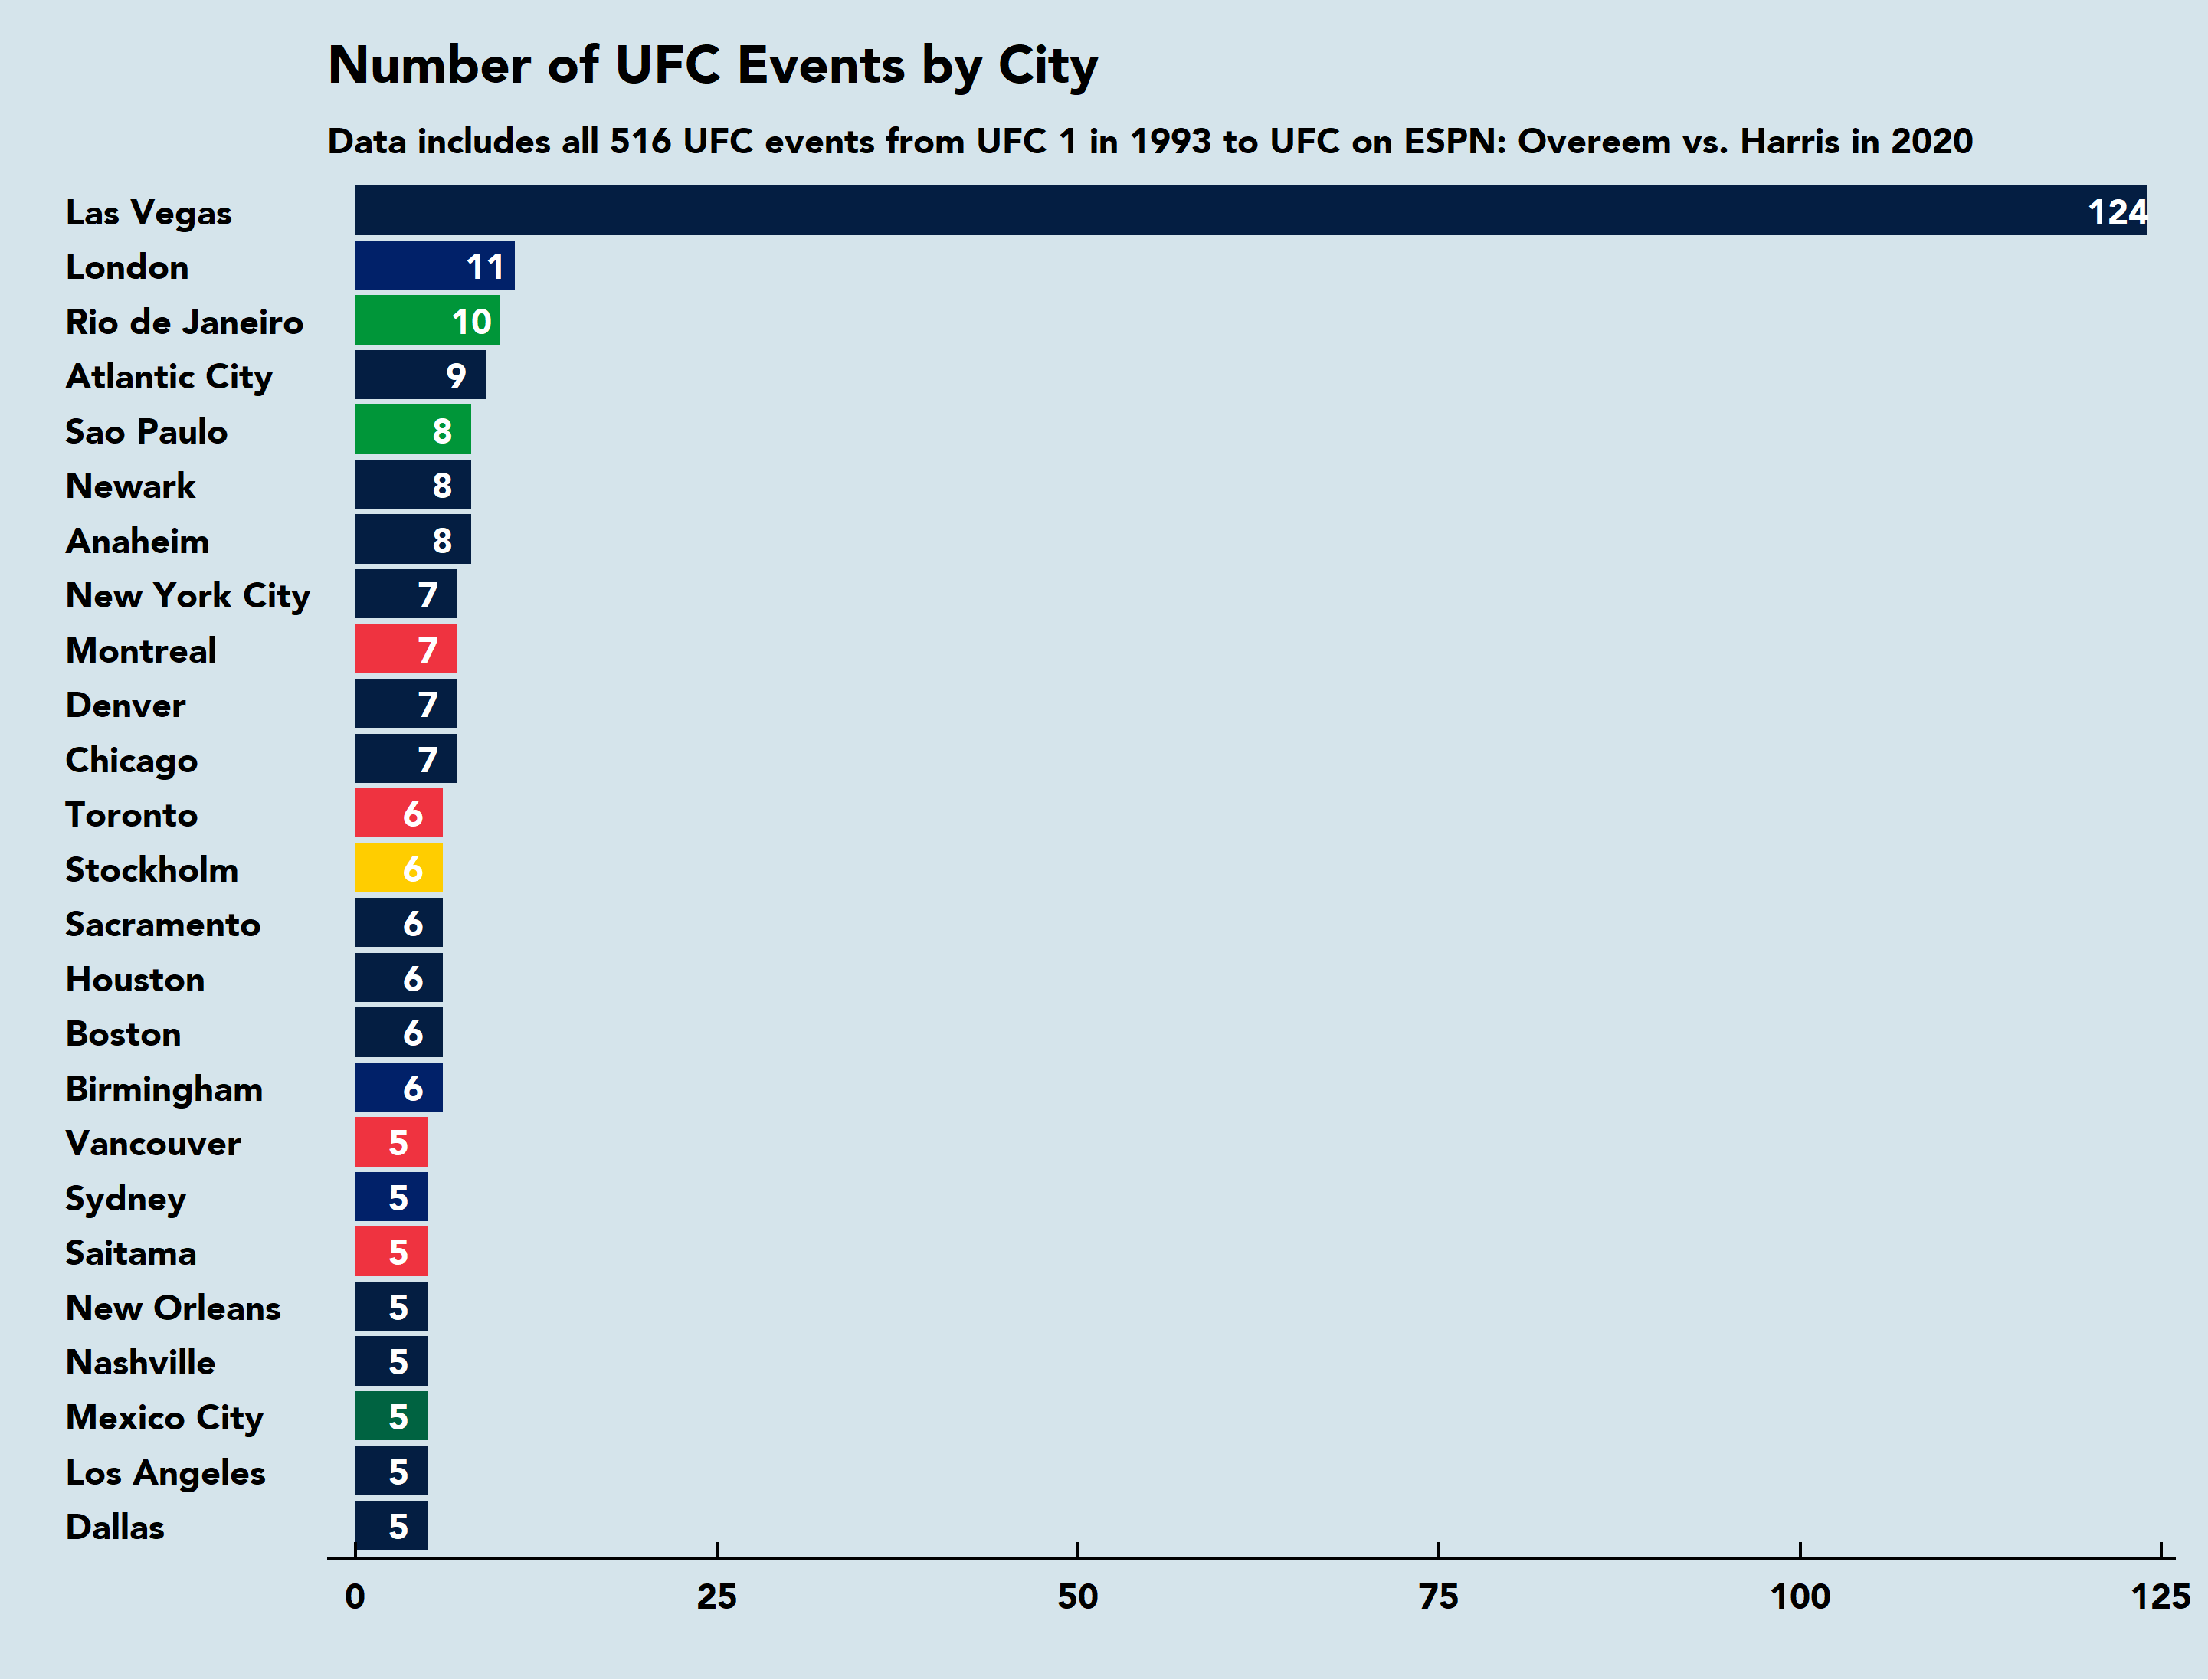 Number of UFC Events by City
Data includes all 516 UFC events from UFC 1 in 1993 to UFC on ESPN: Overeem vs. Harris in 2020
Las Vegas 124
London 11
Rio de Janeiro 10
Atlantic City 9
Sao Paulo 8
Newark 8
Anaheim 8
New York City 7
Montreal 7
Denver 7
Chicago 7
Toronto 6
Stockholm 6
Sacramento 6
Houston 6
Boston 6
Birmingham 6
Vancouver 5
Sydney 5
Saitama 5
New Orleans 5
Nashville 5
Mexico City 5
Los Angeles 5
Dallas 5
0 25 50 75 100 125